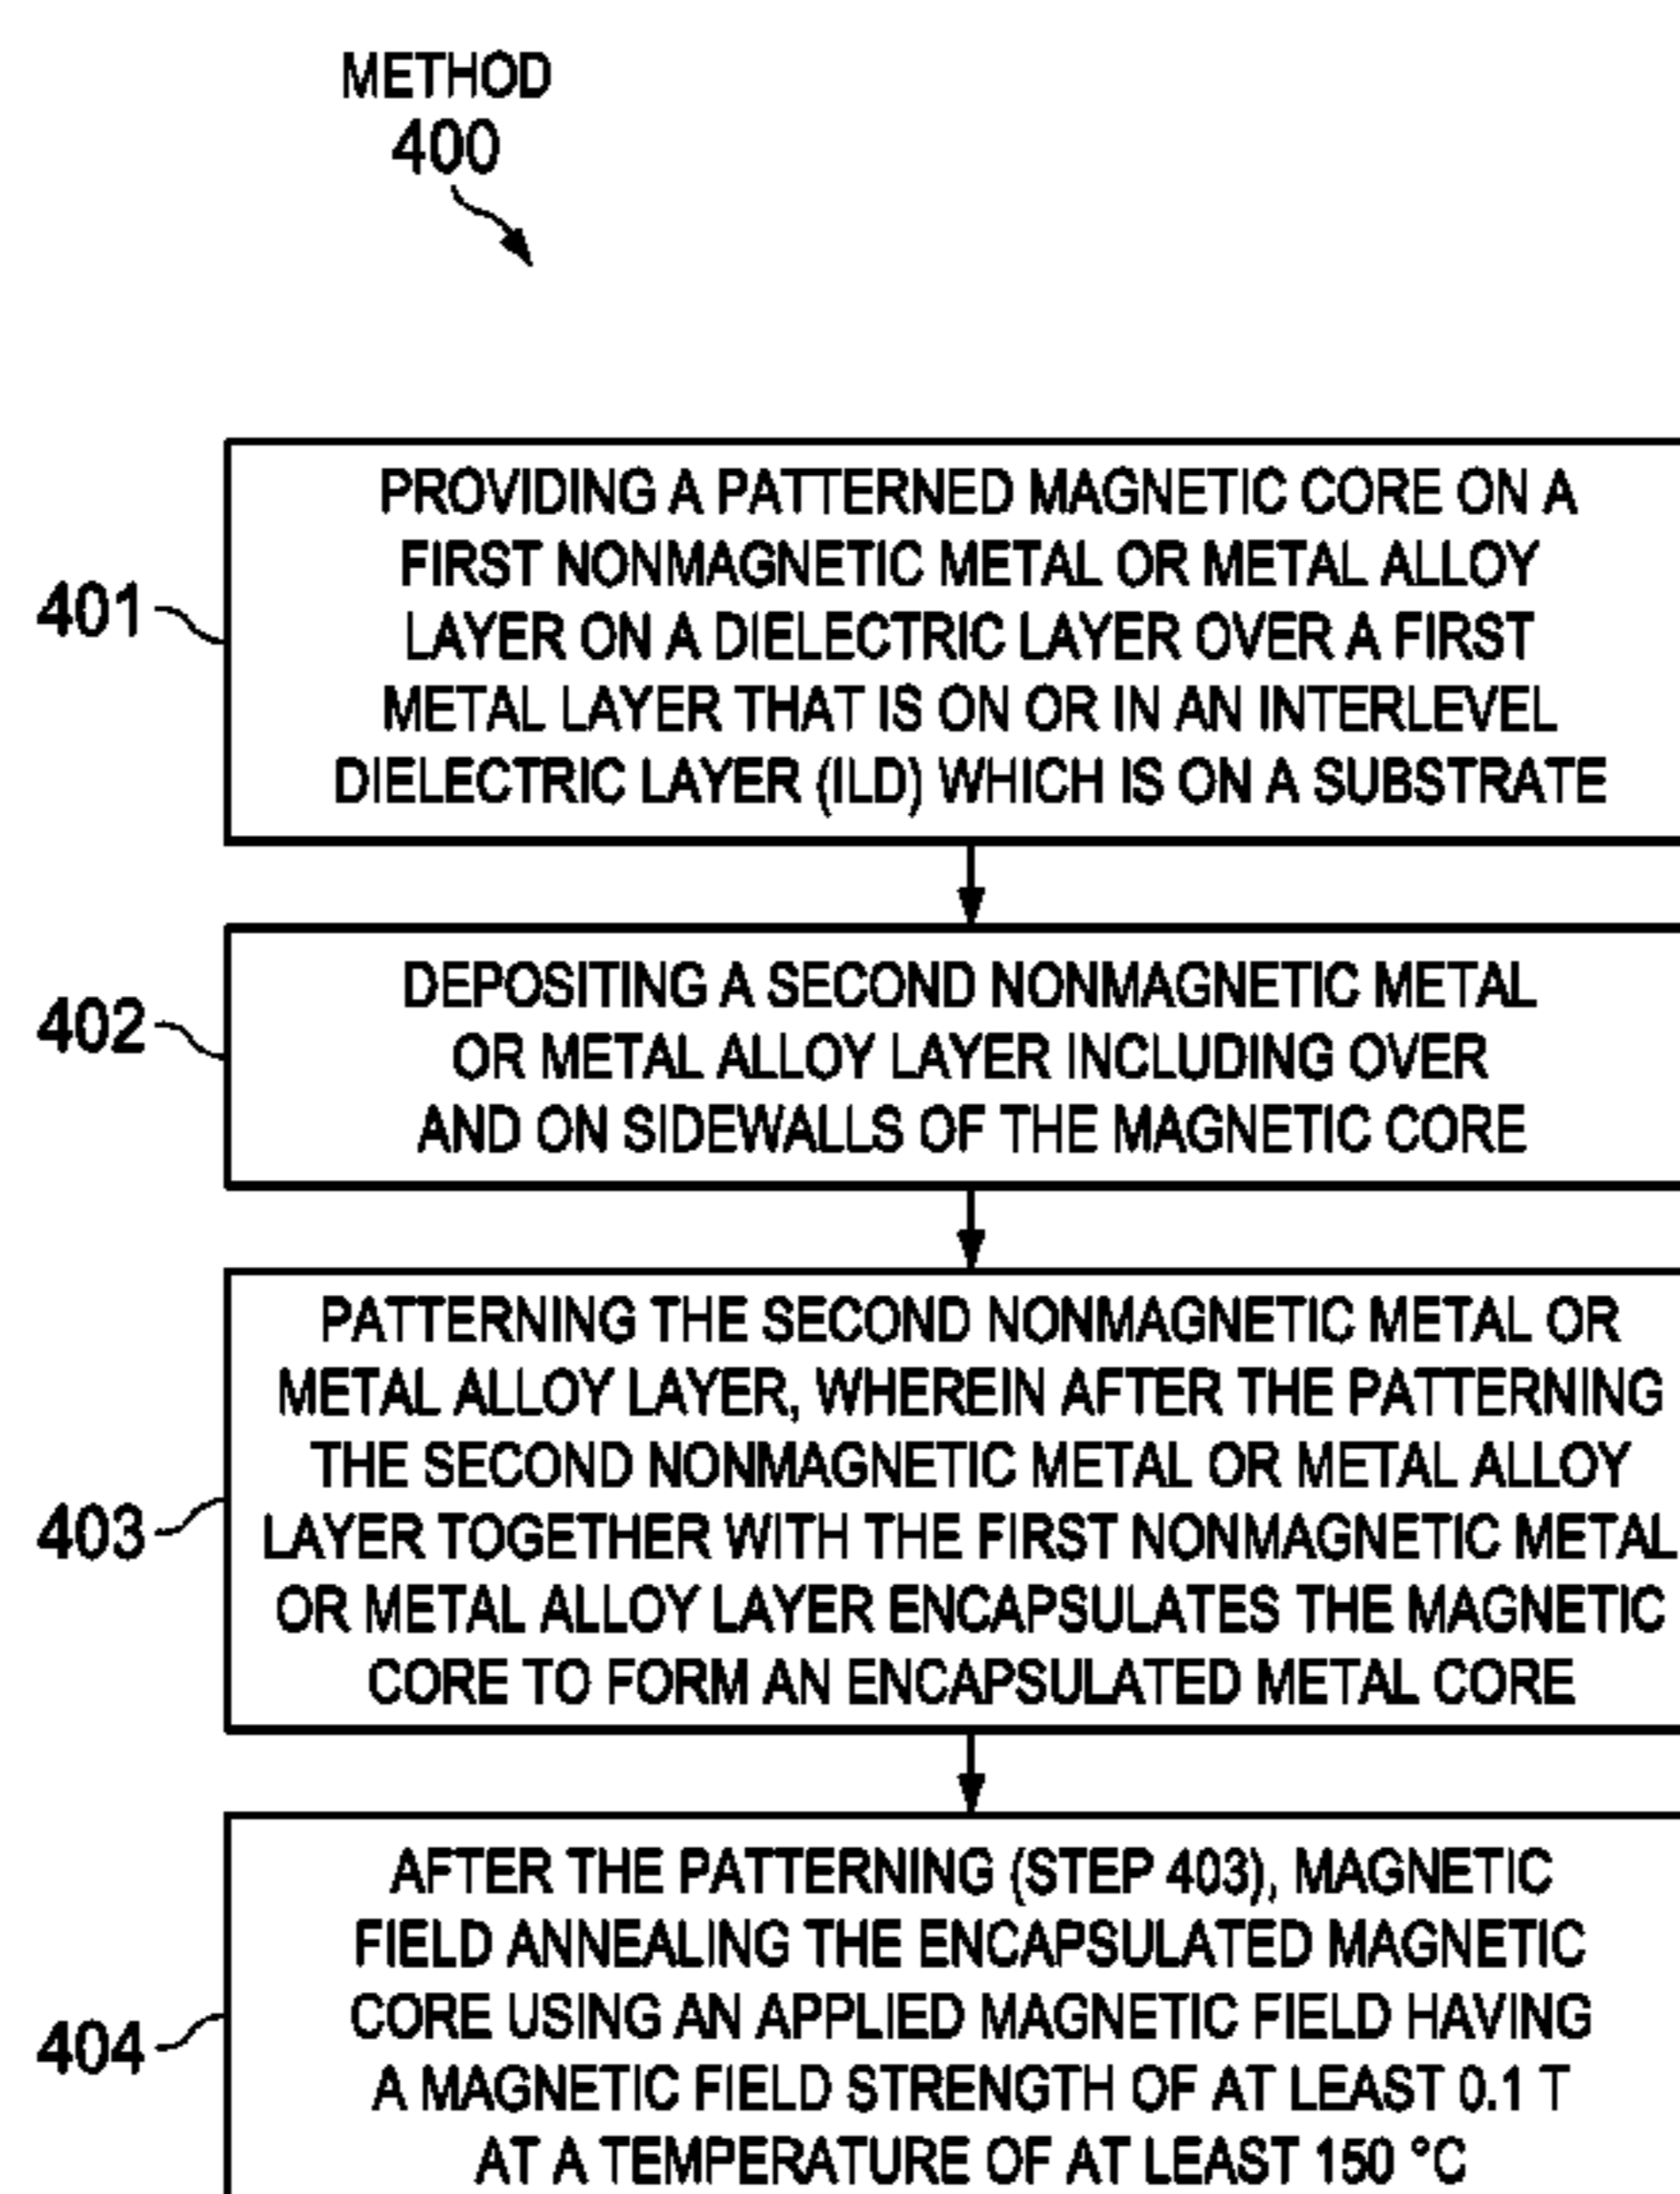 METHOD
400
401
PROVIDING A PATTERNED MAGNETIC CORE ON A
FIRST NONMAGNETIC METAL OR METAL ALLOY
LAYER ON A DIELECTRIC LAYER OVER A FIRST
METAL LAYER THAT IS ON OR IN AN INTERLEVEL
DIELECTRIC LAYER (ILD) WHICH IS ON A SUBSTRATE
402
DEPOSITING A SECOND NONMAGNETIC METAL
OR METAL ALLOY LAYER INCLUDING OVER
AND ON SIDEWALLS OF THE MAGNETIC CORE
403
PATTERNING THE SECOND NONMAGNETIC METAL OR
METAL ALLOY LAYER, WHEREIN AFTER THE PATTERNING
THE SECOND NONMAGNETIC METAL OR METAL ALLOY
LAYER TOGETHER WITH THE FIRST NONMAGNETIC METAL
OR METAL ALLOY LAYER ENCAPSULATES THE MAGNETIC
CORE TO FORM AN ENCAPSULATED METAL CORE
404
AFTER THE PATTERNING (STEP 403), MAGNETIC
FIELD ANNEALING THE ENCAPSULATED MAGNETIC
CORE USING AN APPLIED MAGNETIC FIELD HAVING
A MAGNETIC FIELD STRENGTH OF AT LEAST 0.1 T
AT A TEMPERATURE OF AT LEAST 150 °C